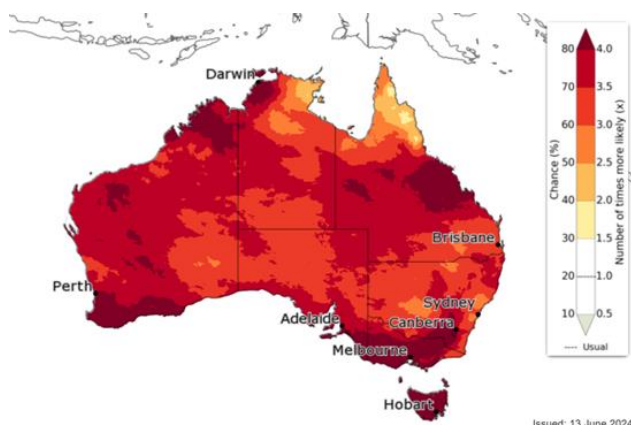 Darwin
Brisbane
Perth
Sydney
Adelaide
Canberra
Melbourne
Hobart
Chance (%)
80
70
60
50
40
30
20
10
Number of times more likely (x)
4.0
3.5
3.0
2.5
2.0
1.5
1.0
0.5
---- Usual
Issued: 13 June 2024